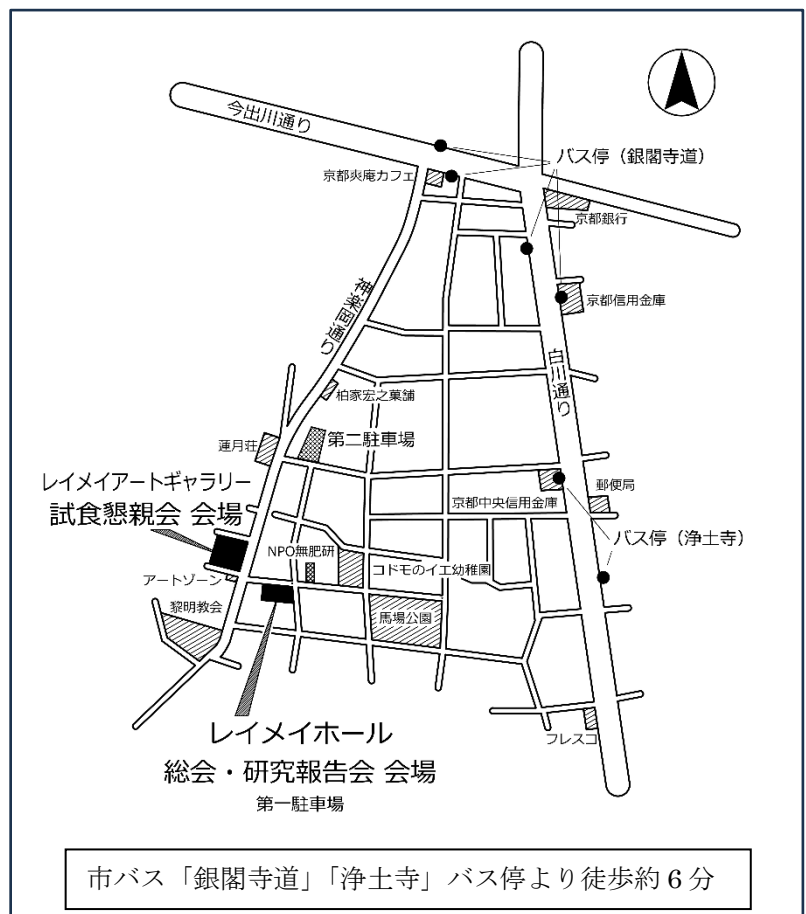 今出川通り
バス停（銀閣寺道）
京都爽庵カフェ
京都銀行
京都信用金庫
神楽岡通り
白川通り
柏家宏之菓舗
第二駐車場
蓮月荘
レイメイアートギャラリー
試食懇親会 会場
京都中央信用金庫
郵便局
バス停（浄土寺）
NPO無肥研
コドモのイエ幼稚園
アートゾーン
黎明教会
馬場公園
レイメイホール
総会・研究報告会 会場
第一駐車場
フレスコ
市バス「銀閣寺道」「浄土寺」バス停より徒歩約6分